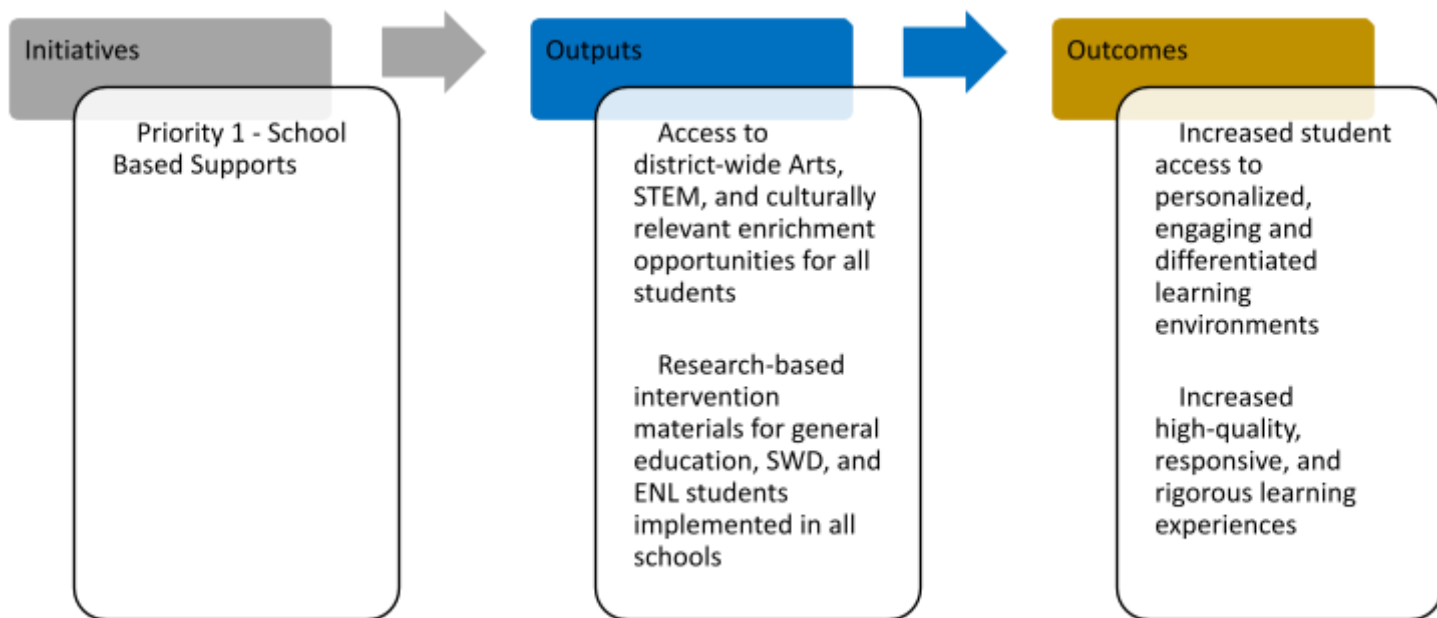 Initiatives
Priority 1 - School
Based Supports
Outputs
Access to
district-wide Arts,
STEM, and culturally
relevant enrichment
opportunities for all
students
Research-based
intervention
materials for general
education, SWD, and
ENL students
implemented in all
schools
Outcomes
Increased student
access to
personalized,
engaging and
differentiated
learning
environments
Increased
high-quality,
responsive, and
rigorous learning
experiences